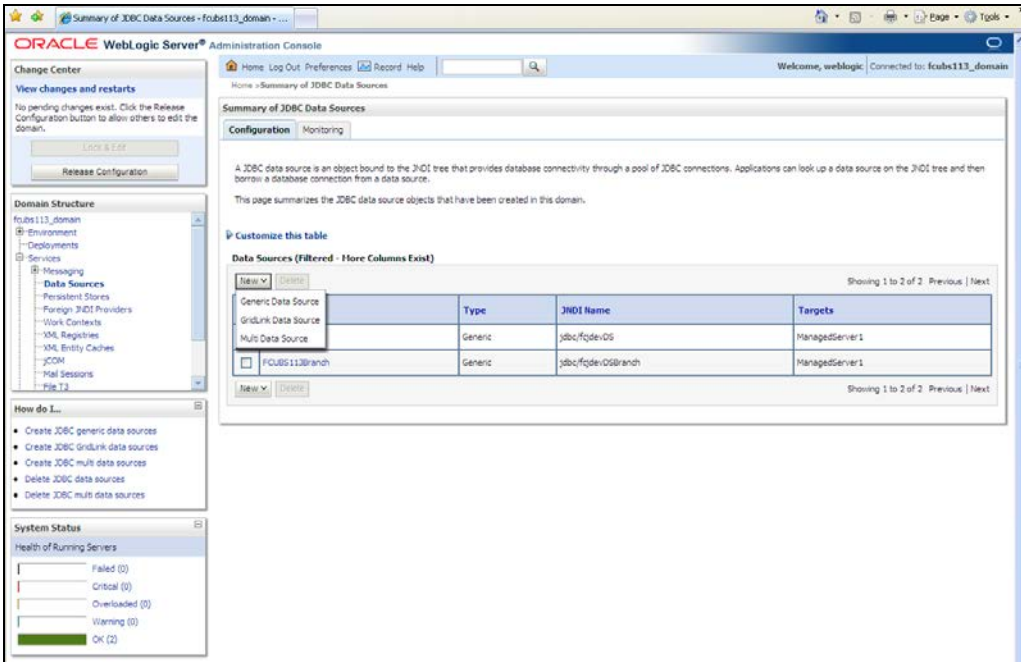 Summary of JDBC Data Sources - fcubs113_domain - ...
Page
Tools
ORACLE WebLogic Server® Administration Console
Change Center
View changes and restarts
No pending changes exist. Click the Release
Configuration button to allow others to edit the
domain.
Lock & Edit
Release Configuration
Domain Structure
fcubs113_domain
Environment
Deployments
Services
Messaging
Data Sources
Persistent Stores
Foreign JNDI Providers
Work Contexts
XML Registries
XML Entity Caches
jCOM
Mail Sessions
File T3
How do I...
Create JDBC generic data sources
Create JDBC GridLink data sources
Create JDBC multi data sources
Delete JDBC data sources
Delete JDBC multi data sources
System Status
Health of Running Servers
Failed (0)
Critical (0)
Overloaded (0)
Warning (0)
OK (2)
Home Log Out Preferences Record Help
Welcome, weblogic Connected to: fcubs113_domain
Home >Summary of JDBC Data Sources
Summary of JDBC Data Sources
Configuration Monitoring
A JDBC data source is an object bound to the JNDI tree that provides database connectivity through a pool of JDBC connections. Applications can look up a data source on the JNDI tree and then
borrow a database connection from a data source.
This page summarizes the JDBC data source objects that have been created in this domain.
Customize this table
Data Sources (Filtered - More Columns Exist)
New Delete
Showing 1 to 2 of 2 Previous | Next
Generic Data Source
GridLink Data Source
Multi Data Source
Type JNDI Name Targets
Generic jdbc/fcjdevDS ManagedServer1
FCUBS113Branch Generic jdbc/fcjdevDSBranch ManagedServer1
New Delete
Showing 1 to 2 of 2 Previous | Next